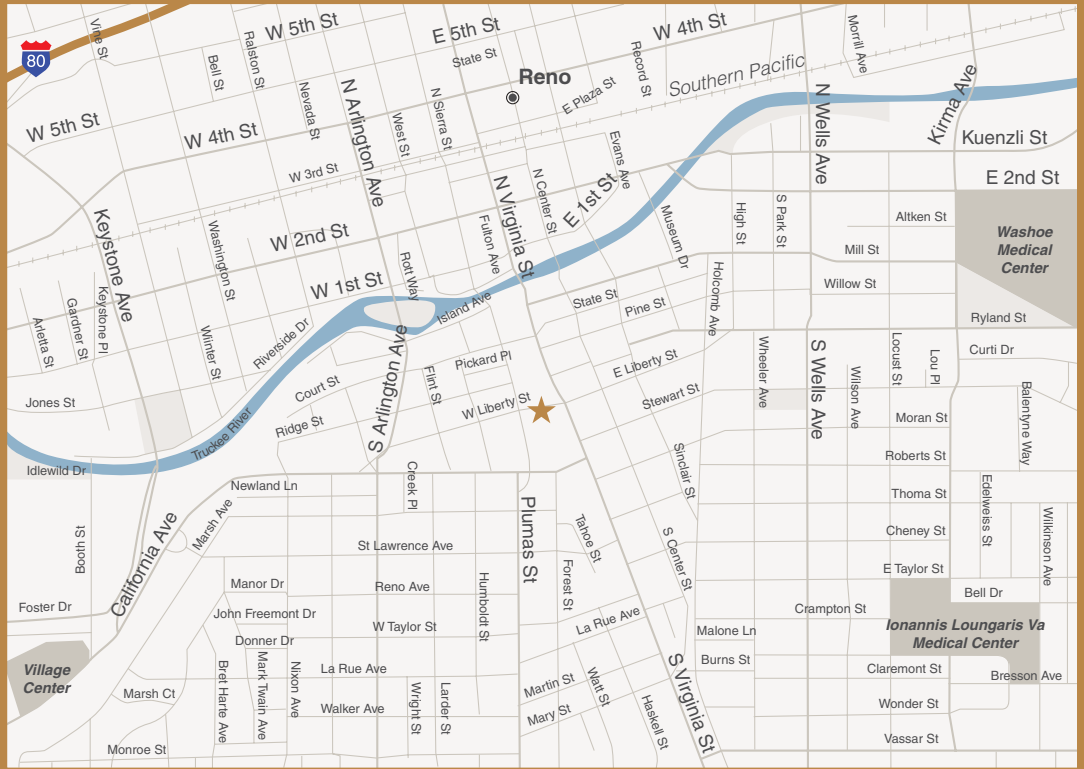 Vine St
W 5th St
E 5th St
W 4th St
Morrill Ave
80
Bell St
Ralston St
State St
Record St
Southern Pacific
Reno
Kirma Ave
Nevada St
N Arlington Ave
N Sierra St
E Plaza St
N Wells Ave
W 5th St
W 4th St
West St
Evans Ave
Kuenzli St
W 3rd St
N Virginia St
N Center St
E 1st St
E 2nd St
Keystone Ave
Washington St
W 2nd St
Fulton Ave
Museum Dr
High St
S Park St
Altken St
Washoe
Medical
Center
Mill St
W 1st St
Rott Way
Island Ave
State St
Pine St
Holcomb Ave
Willow St
Arletta St
Gardner St
Keystone Pl
Winter St
Riverside Dr
S Arlington Ave
Ryland St
Pickard Pl
E Liberty St
Wheeler Ave
S Wells Ave
Wilson Ave
Locust St
Lou Pl
Curti Dr
Court St
Flint St
W Liberty St
Stewart St
Balentyne Way
Jones St
Ridge St
Moran St
Truckee River
Roberts St
Idlewild Dr
Newland Ln
Creek Pl
Sinclair St
Thoma St
Edelweiss St
Marsh Ave
Plumas St
Tahoe St
Cheney St
Wilkinson Ave
Booth St
California Ave
St Lawrence Ave
S Center St
E Taylor St
Manor Dr
Reno Ave
Humboldt St
Forest St
Bell Dr
Foster Dr
John Freemont Dr
W Taylor St
La Rue Ave
Crampton St
Ionannis Loungaris Va
Medical Center
Donner Dr
Malone Ln
Village
Center
Bret Harte Ave
Mark Twain Ave
Nixon Ave
La Rue Ave
Burns St
Claremont St
Bresson Ave
Marsh Ct
Wright St
Larder St
Martin St
Watt St
S Virginia St
Walker Ave
Mary St
Haskell St
Wonder St
Monroe St
Vassar St